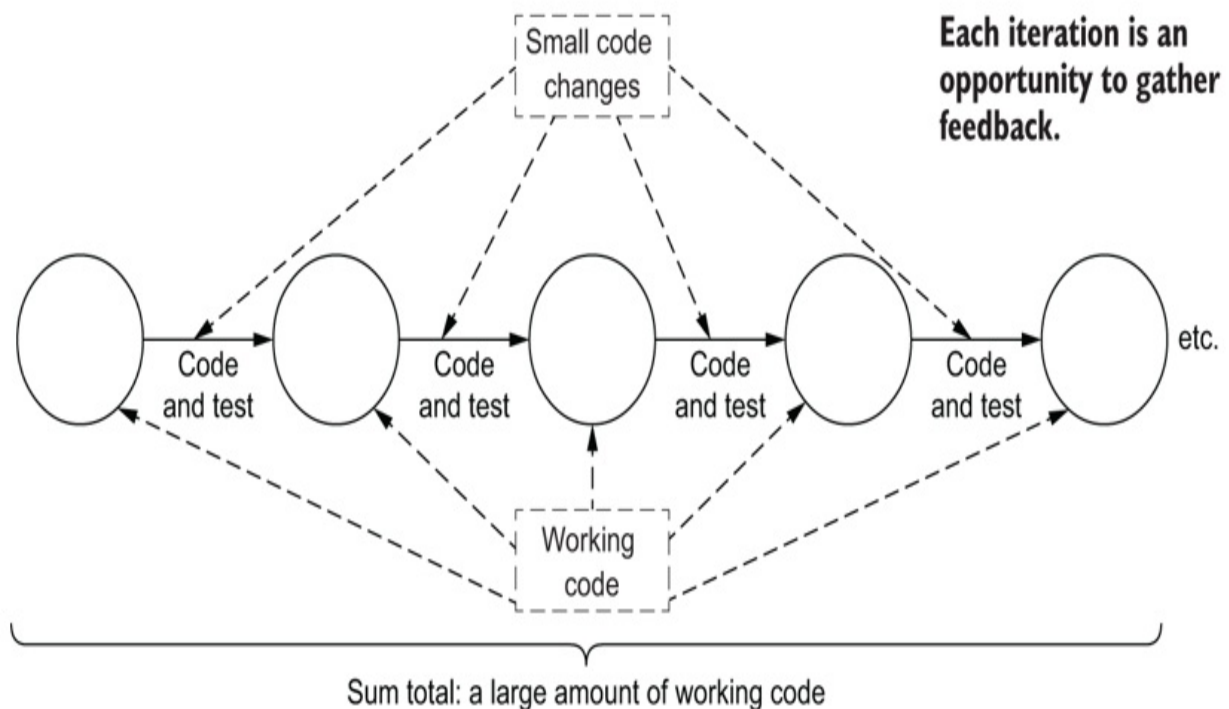 Small code
changes
Each iteration is an
opportunity to gather
feedback.
Code
and test
Code
and test
Code
and test
Code
and test
etc.
Working
code
Sum total: a large amount of working code